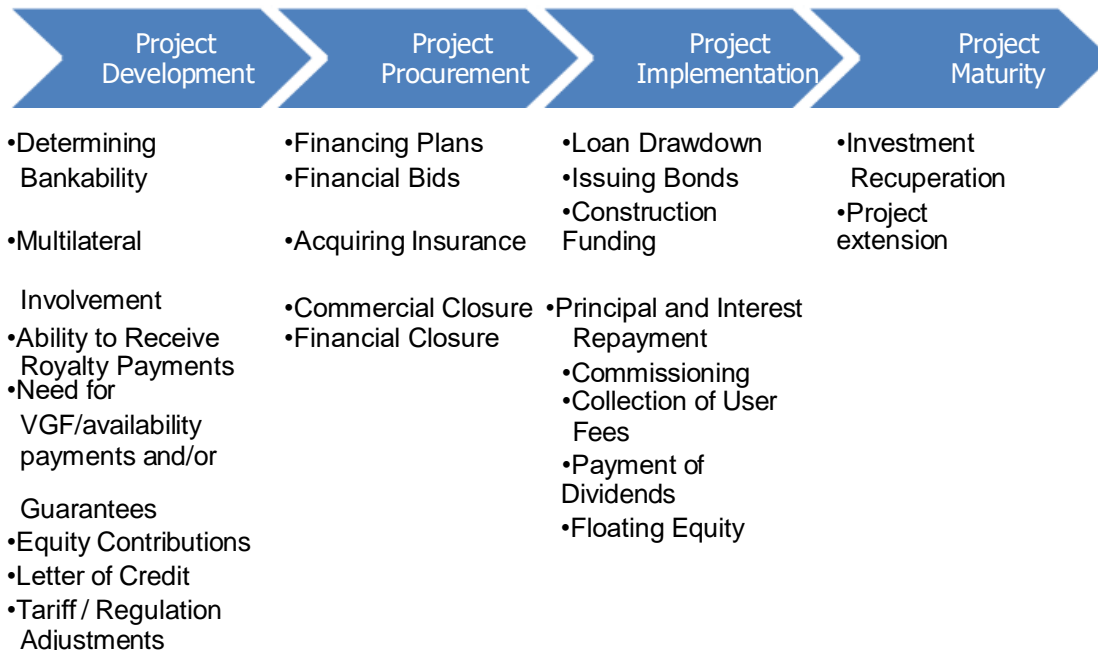 Project
Development
Project
Procurement
Project
Implementation
Project
Maturity
•Determining
Bankability
•Multilateral
Involvement
•Ability to Receive
Royalty Payments
•Need for
VGF/availability
payments and/or
Guarantees
•Equity Contributions
•Letter of Credit
•Tariff / Regulation
Adjustments
•Financing Plans
•Financial Bids
•Acquiring Insurance
•Commercial Closure
•Financial Closure
•Loan Drawdown
•Issuing Bonds
•Construction
Funding
•Principal and Interest
Repayment
•Commissioning
•Collection of User
Fees
•Payment of
Dividends
•Floating Equity
•Investment
Recuperation
•Project
extension